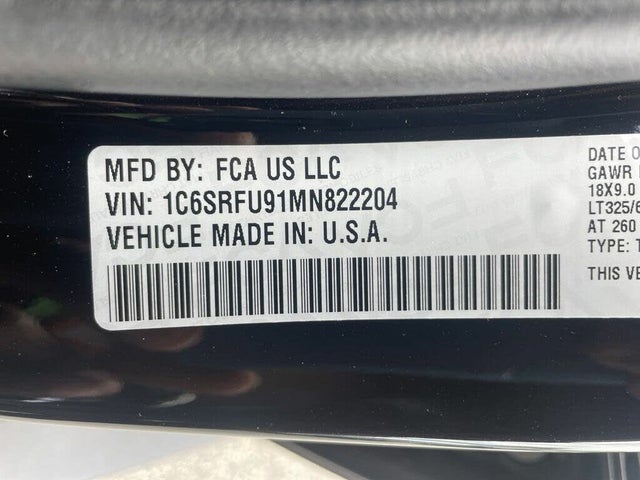 MFD BY: FCA US LLC
VIN: 1C6SRFU91MN822204
VEHICLE MADE IN: U.S.A.
DATE O
GAWR
18X9.0
LT325/6
AT 260
TYPE: T
THIS VE